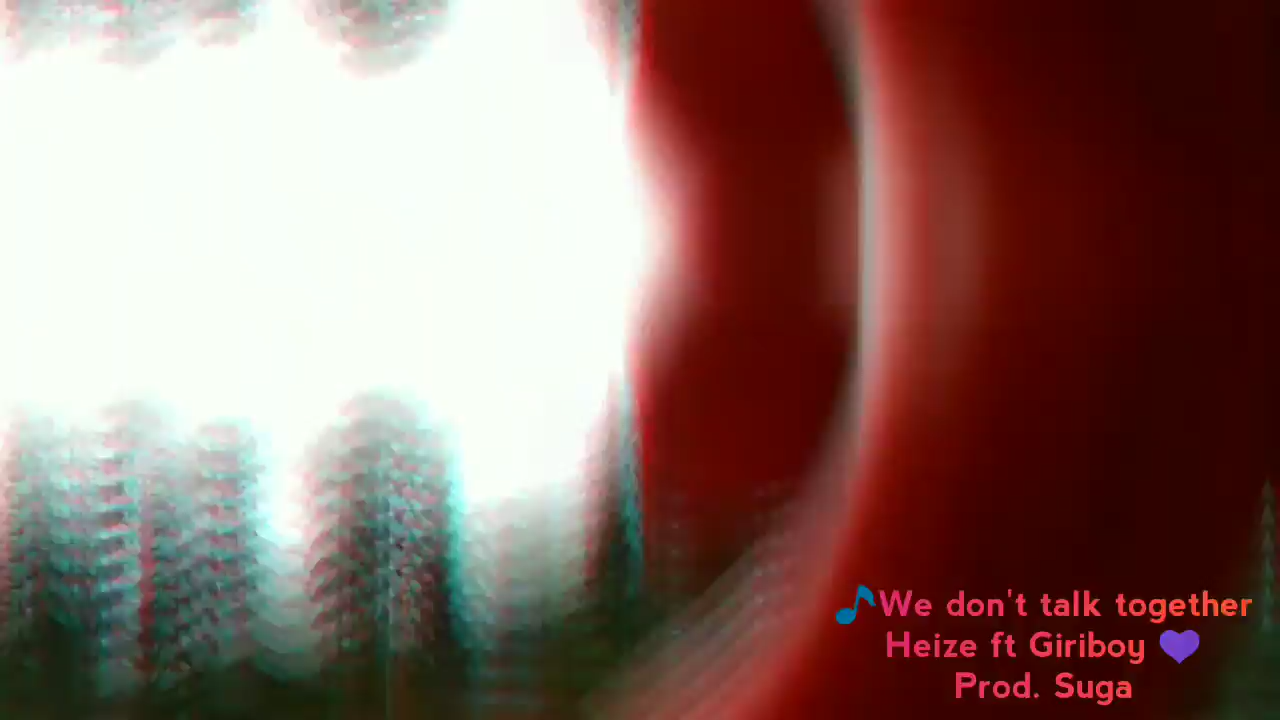 🎵We don't talk together
Heize ft Giriboy 💜
Prod. Suga